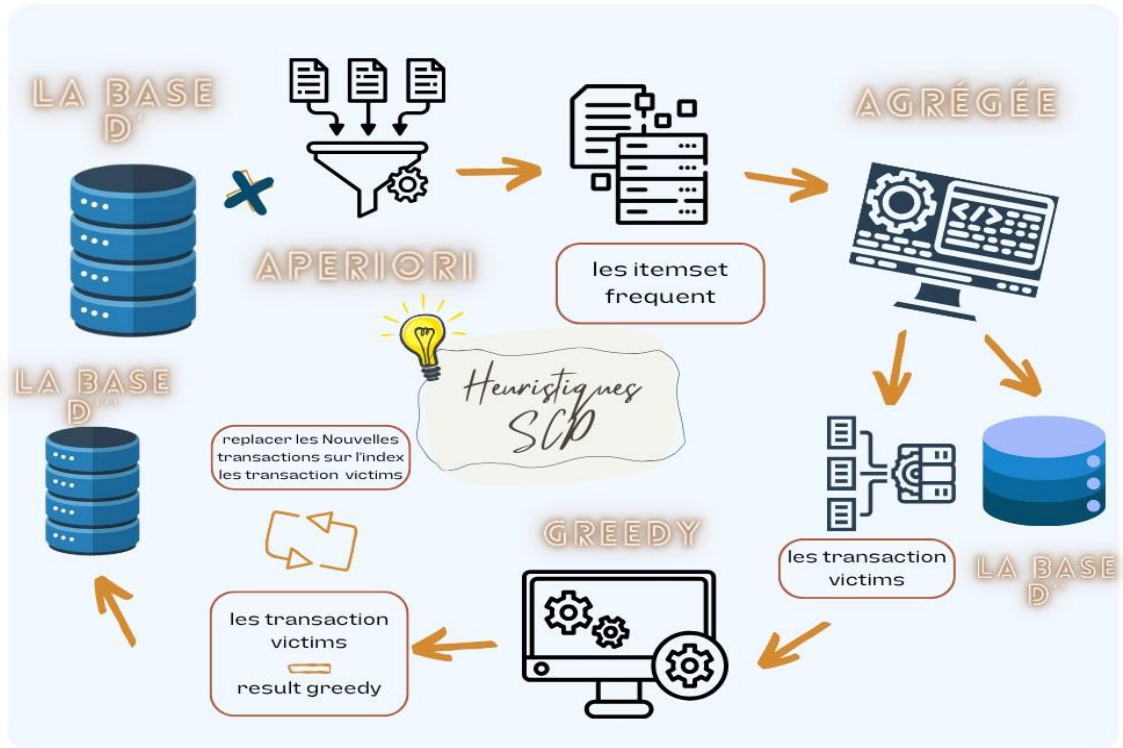 LA BASE
D'
APERIORI
les itemset
frequent
AGRÉGÉE
</>
Heuristiques
SCP
les transaction
victims
LA BASE
D''
GREEDY
les transaction
victims
=
result greedy
replacer les Nouvelles
transactions sur l'index
les transaction victims
LA BASE
D'''